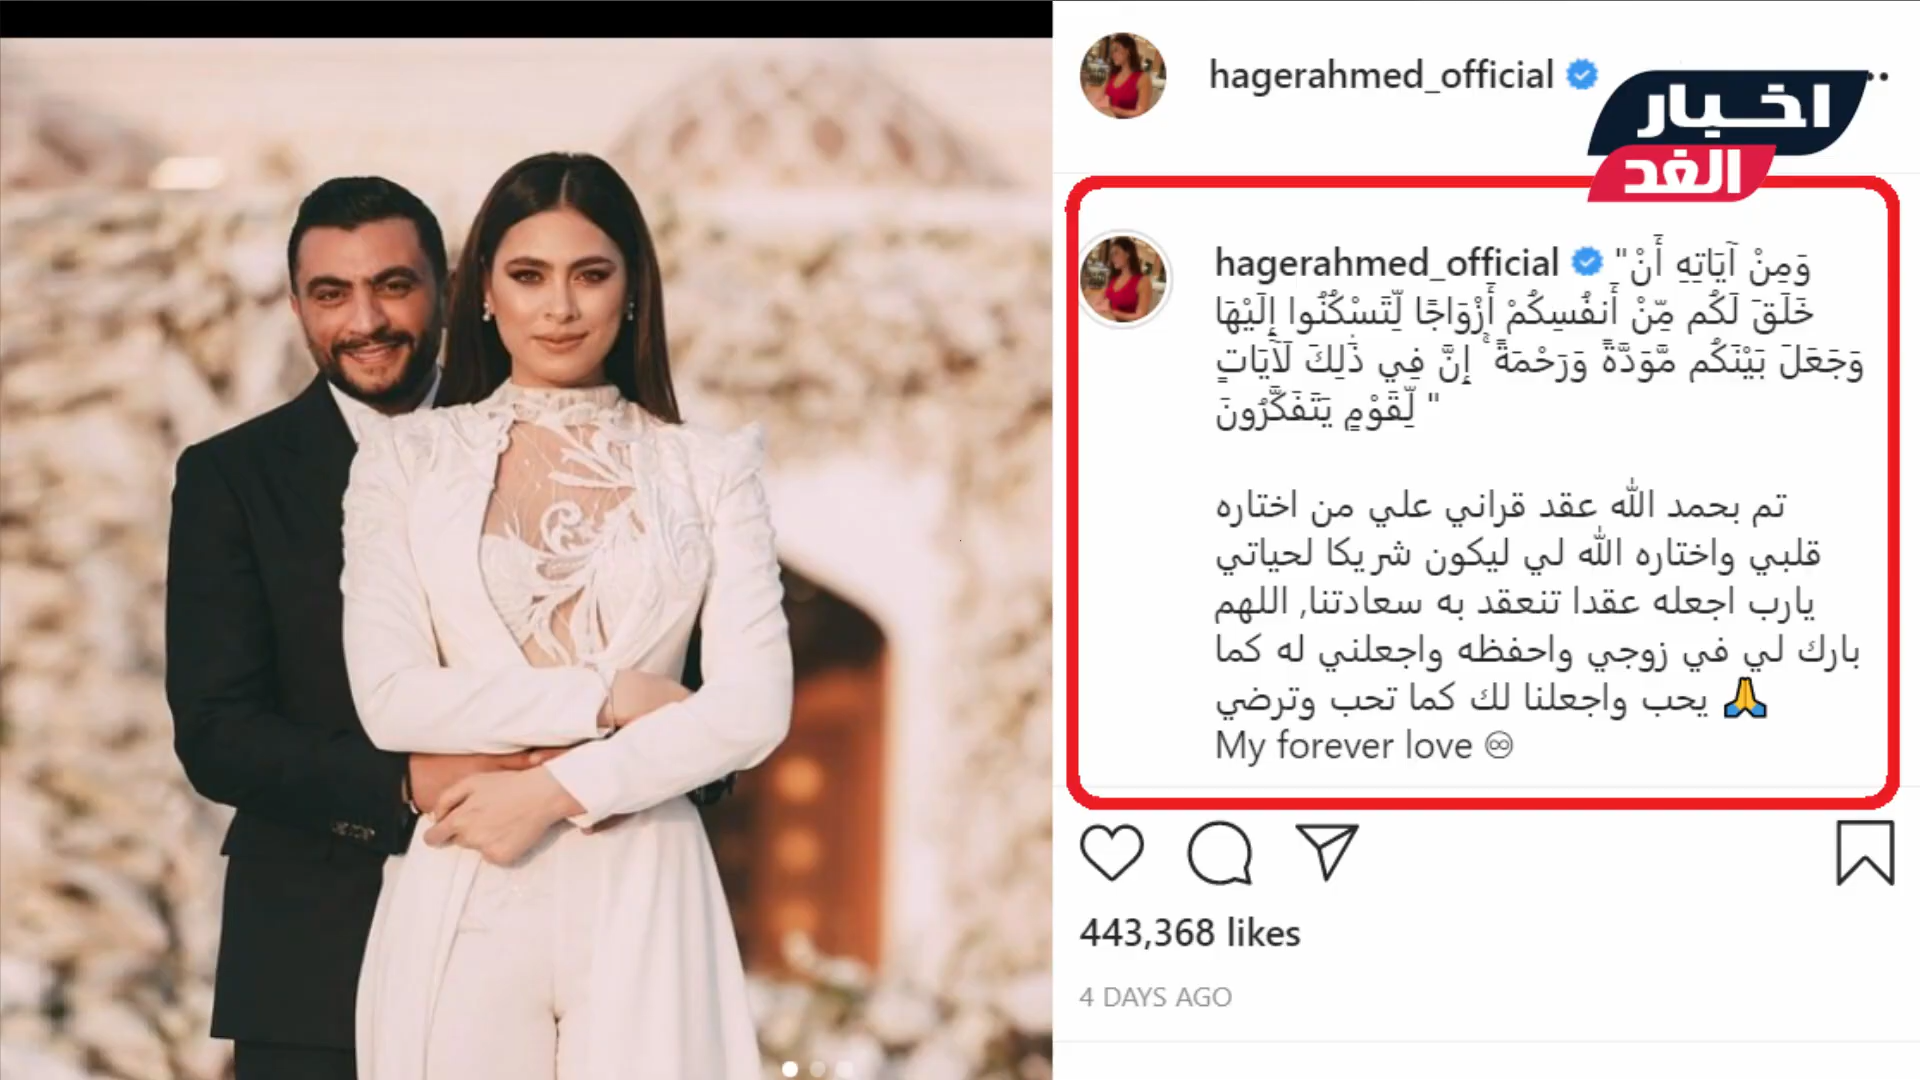 hagerahmed_official
اخبار
الغد
hagerahmed_official "وَمِنْ آيَاتِهِ أَنْ
خَلَقَ لَكُم مِّنْ أَنفُسِكُمْ أَزْوَاجًا لِّتَسْكُنُوا إِلَيْهَا
وَجَعَلَ بَيْنَكُم مَّوَدَّةً وَرَحْمَةً ۚ إِنَّ فِي ذَٰلِكَ لَآيَاتٍ
لِّقَوْمٍ يَتَفَكَّرُونَ "
تم بحمد الله عقد قراني علي من اختاره
قلبي واختاره الله لي ليكون شريكا لحياتي
يارب اجعله عقدا تنعقد به سعادتنا, اللهم
بارك لي في زوجي واحفظه واجعلني له كما
يحب واجعلنا لك كما تحب وترضي 🙏
My forever love ♾
443,368 likes
4 DAYS AGO